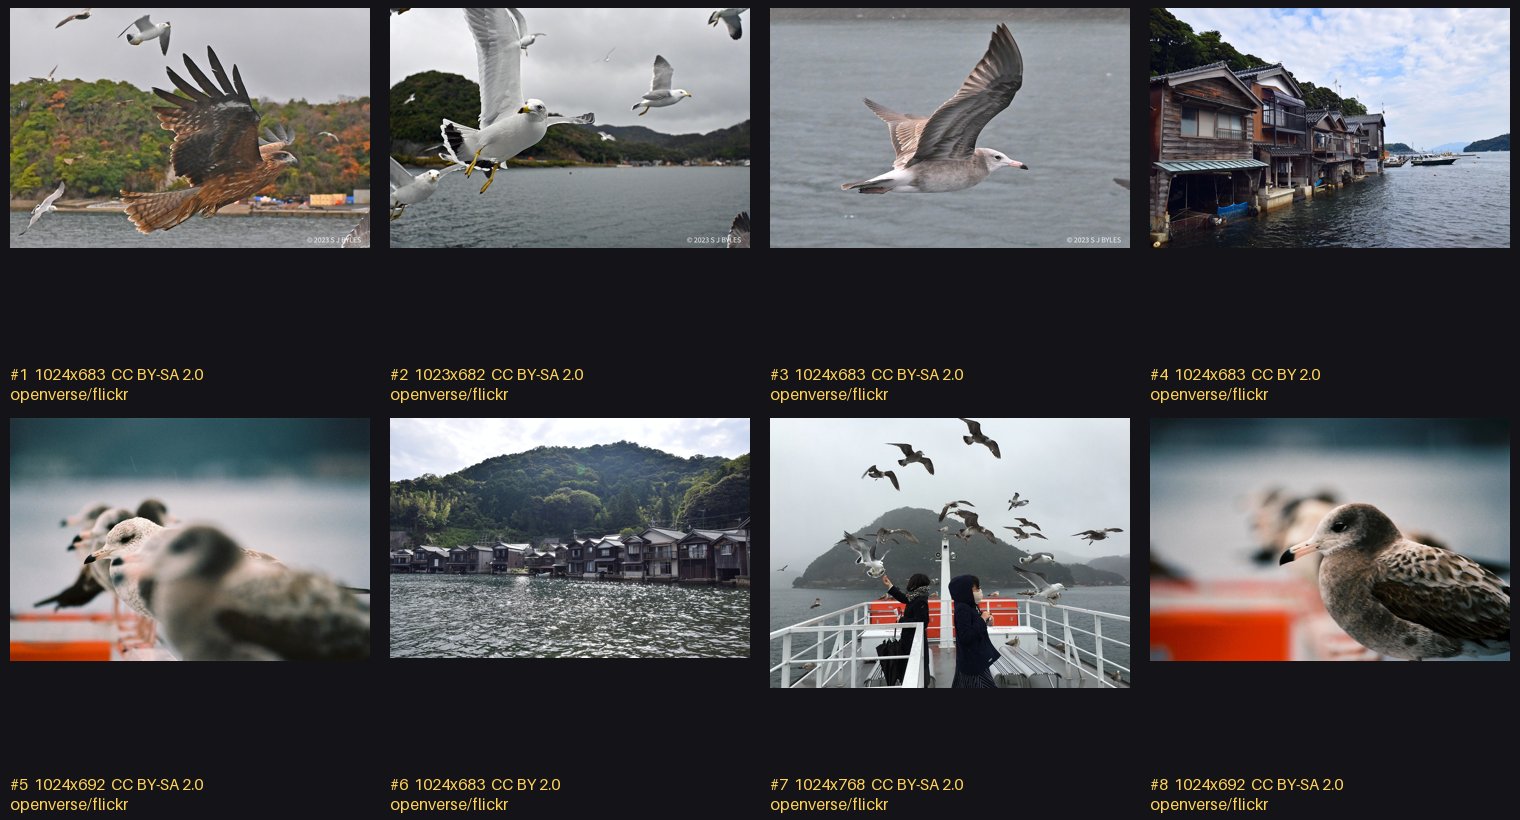 © 2023 S J BYLES
© 2023 S J BYLES
© 2023 S J BYLES
#1 1024x683 CC BY-SA 2.0
openverse/flickr
#2 1023x682 CC BY-SA 2.0
openverse/flickr
#3 1024x683 CC BY-SA 2.0
openverse/flickr
#4 1024x683 CC BY 2.0
openverse/flickr
#5 1024x692 CC BY-SA 2.0
openverse/flickr
#6 1024x683 CC BY 2.0
openverse/flickr
#7 1024x768 CC BY-SA 2.0
openverse/flickr
#8 1024x692 CC BY-SA 2.0
openverse/flickr